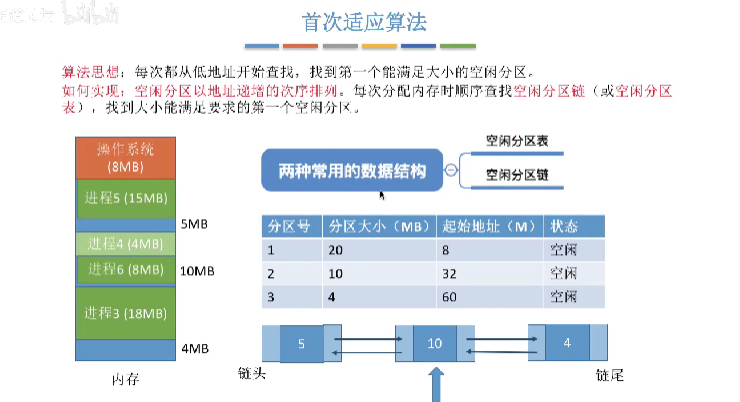 首次适应算法
算法思想：每次都从低地址开始查找，找到第一个能满足大小的空闲分区。
如何实现：空闲分区以地址递增的次序排列。每次分配内存时顺序查找空闲分区链（或空闲分区
表），找到大小能满足要求的第一个空闲分区。
操作系统
(8MB)
进程5 (15MB)
5MB
进程4 (4MB)
进程6 (8MB)
10MB
进程3 (18MB)
4MB
内存
两种常用的数据结构
空闲分区表
空闲分区链
分区号 分区大小（MB） 起始地址（M） 状态
1 20 8 空闲
2 10 32 空闲
3 4 60 空闲
5 10 4
链头 链尾